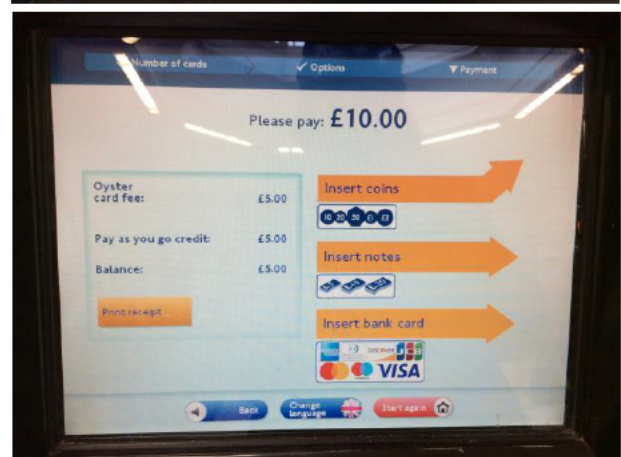 Number of cards
Options
Payment
Please pay: £10.00
Oyster
card fee: £5.00
Pay as you go credit: £5.00
Balance: £5.00
Print receipt
Insert coins
10 20 50 £1 £2
Insert notes
Insert bank card
DISCOVER JCB
VISA
Back
Change
language
Start again